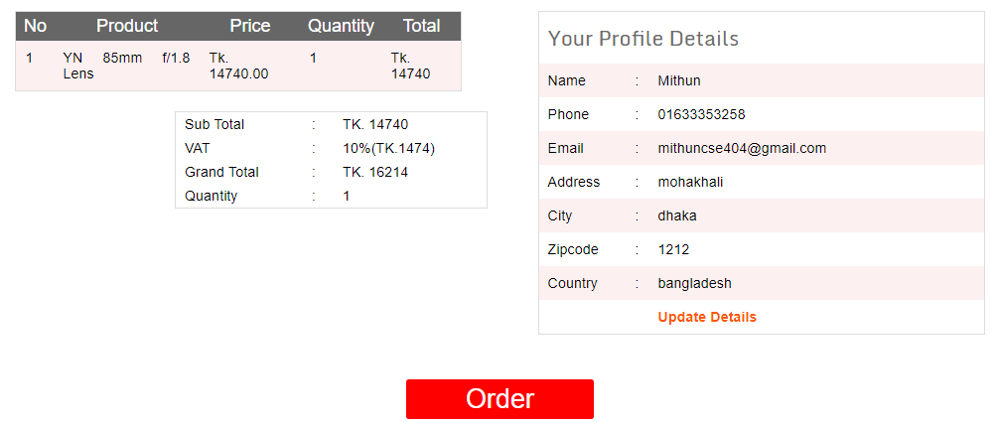 No Product Price Quantity Total
1 YN 85mm f/1.8 Tk. 1 Tk.
Lens 14740.00 14740
Sub Total : TK. 14740
VAT : 10%(TK.1474)
Grand Total : TK. 16214
Quantity : 1
Your Profile Details
Name : Mithun
Phone : 01633353258
Email : mithuncse404@gmail.com
Address : mohakhali
City : dhaka
Zipcode : 1212
Country : bangladesh
Update Details
Order